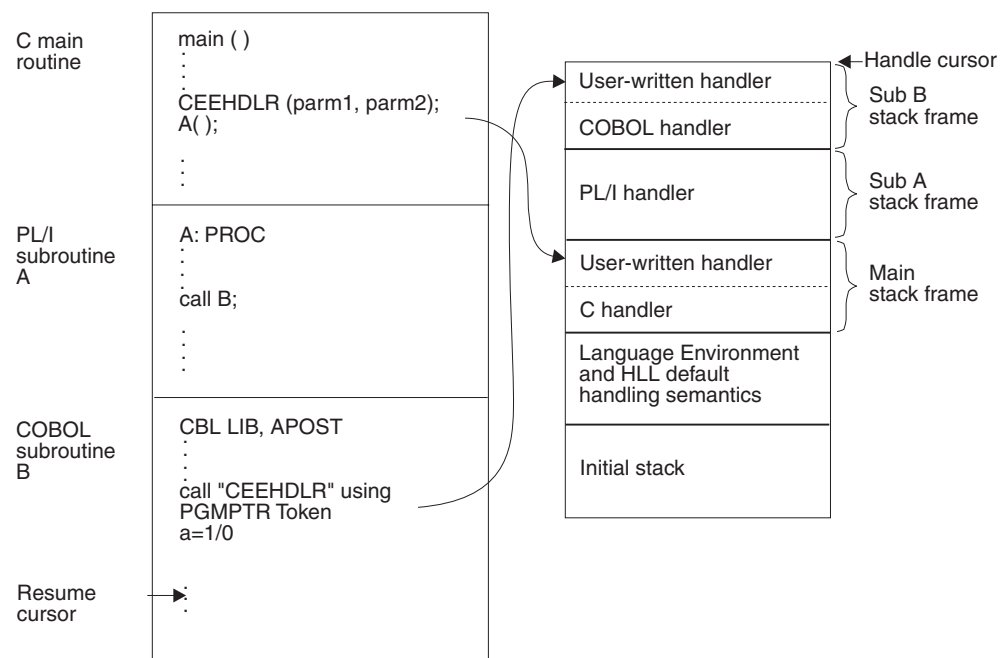 C main
routine
main ( )
.
.
.
.
CEEHDLR (parm1, parm2);
A( );
.
.
.
PL/I
subroutine
A
A: PROC
.
.
.
.
call B;
.
.
.
.
COBOL
subroutine
B
CBL LIB, APOST
.
.
.
.
call "CEEHDLR" using
PGMPTR Token
a=1/0
Resume
cursor
.
.
.
Handle cursor
User-written handler
COBOL handler
Sub B
stack frame
PL/I handler
Sub A
stack frame
User-written handler
C handler
Main
stack frame
Language Environment
and HLL default
handling semantics
Initial stack